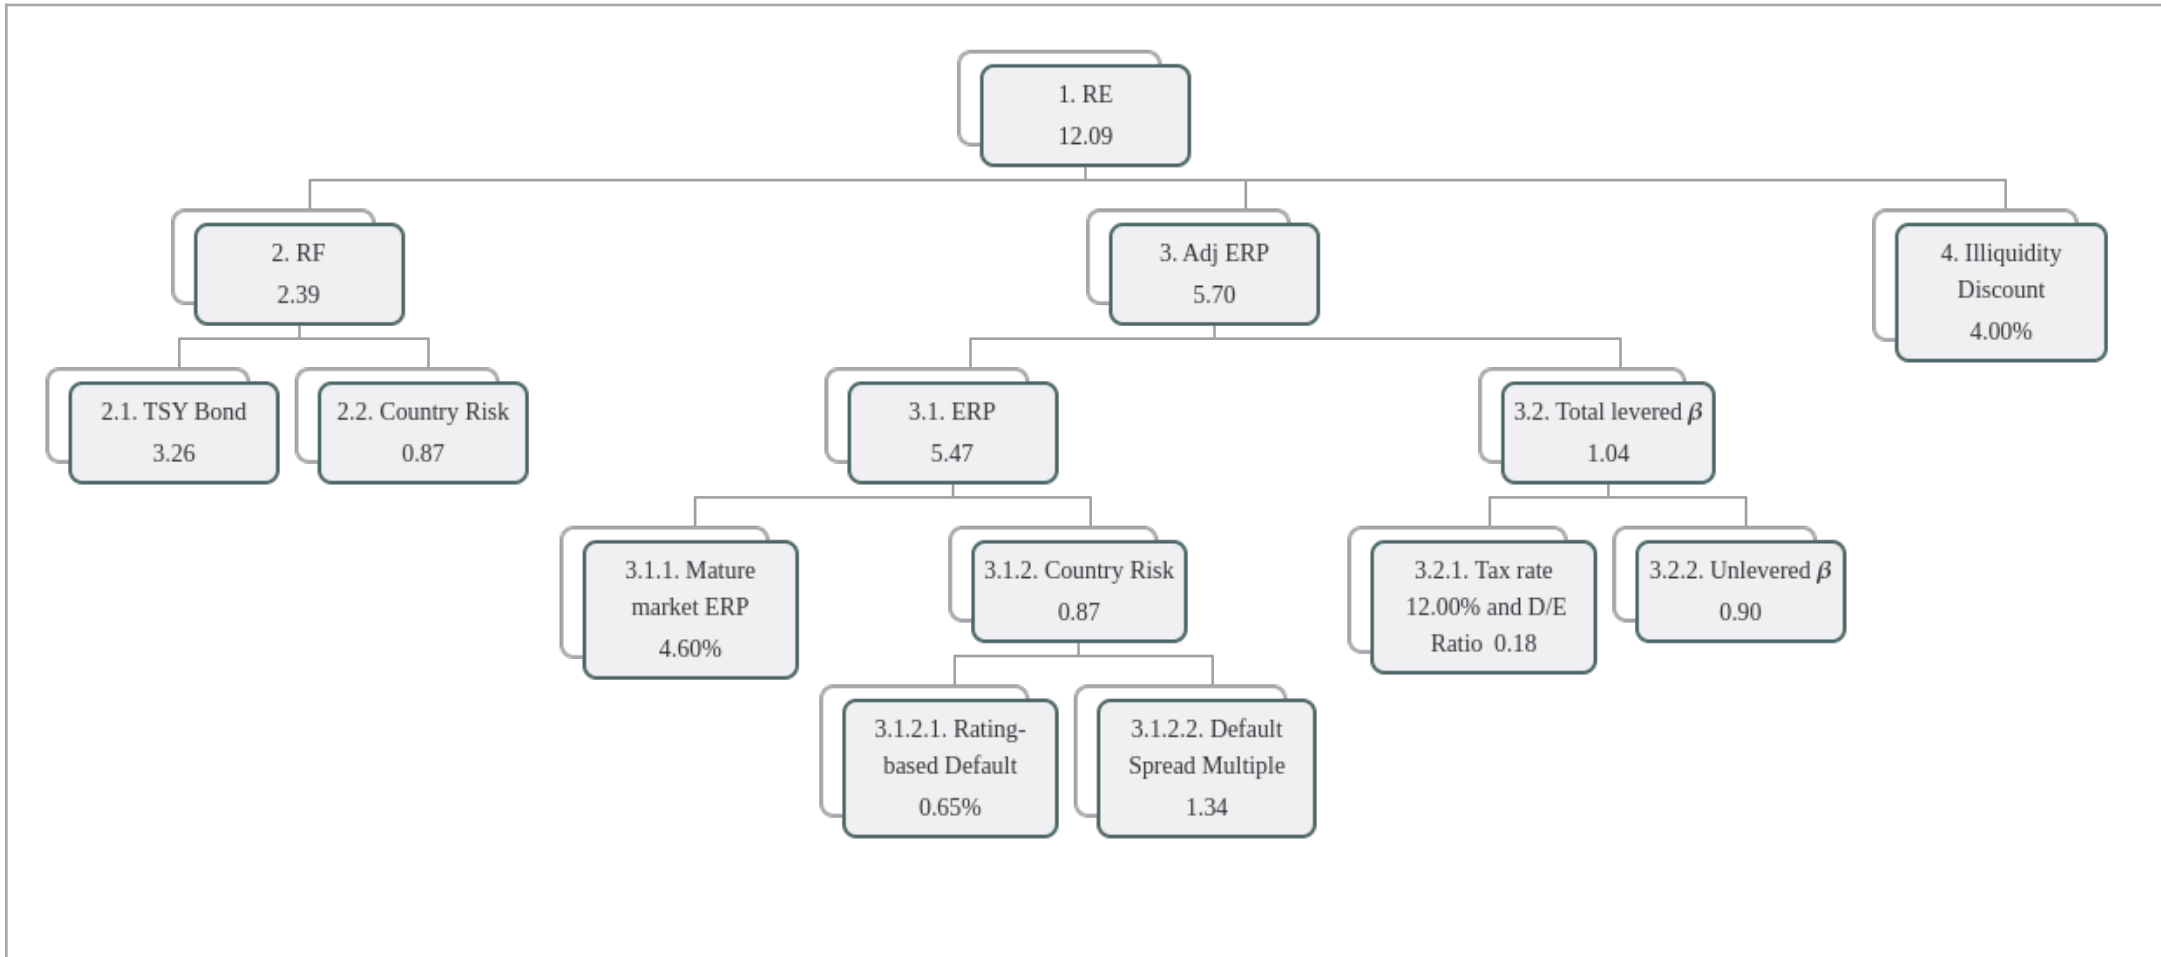 1. RE
12.09
2. RF
2.39
3. Adj ERP
5.70
4. Illiquidity
Discount
4.00%
2.1. TSY Bond
3.26
2.2. Country Risk
0.87
3.1. ERP
5.47
3.2. Total levered β
1.04
3.1.1. Mature
market ERP
4.60%
3.1.2. Country Risk
0.87
3.2.1. Tax rate
12.00% and D/E
Ratio 0.18
3.2.2. Unlevered β
0.90
3.1.2.1. Rating-
based Default
0.65%
3.1.2.2. Default
Spread Multiple
1.34